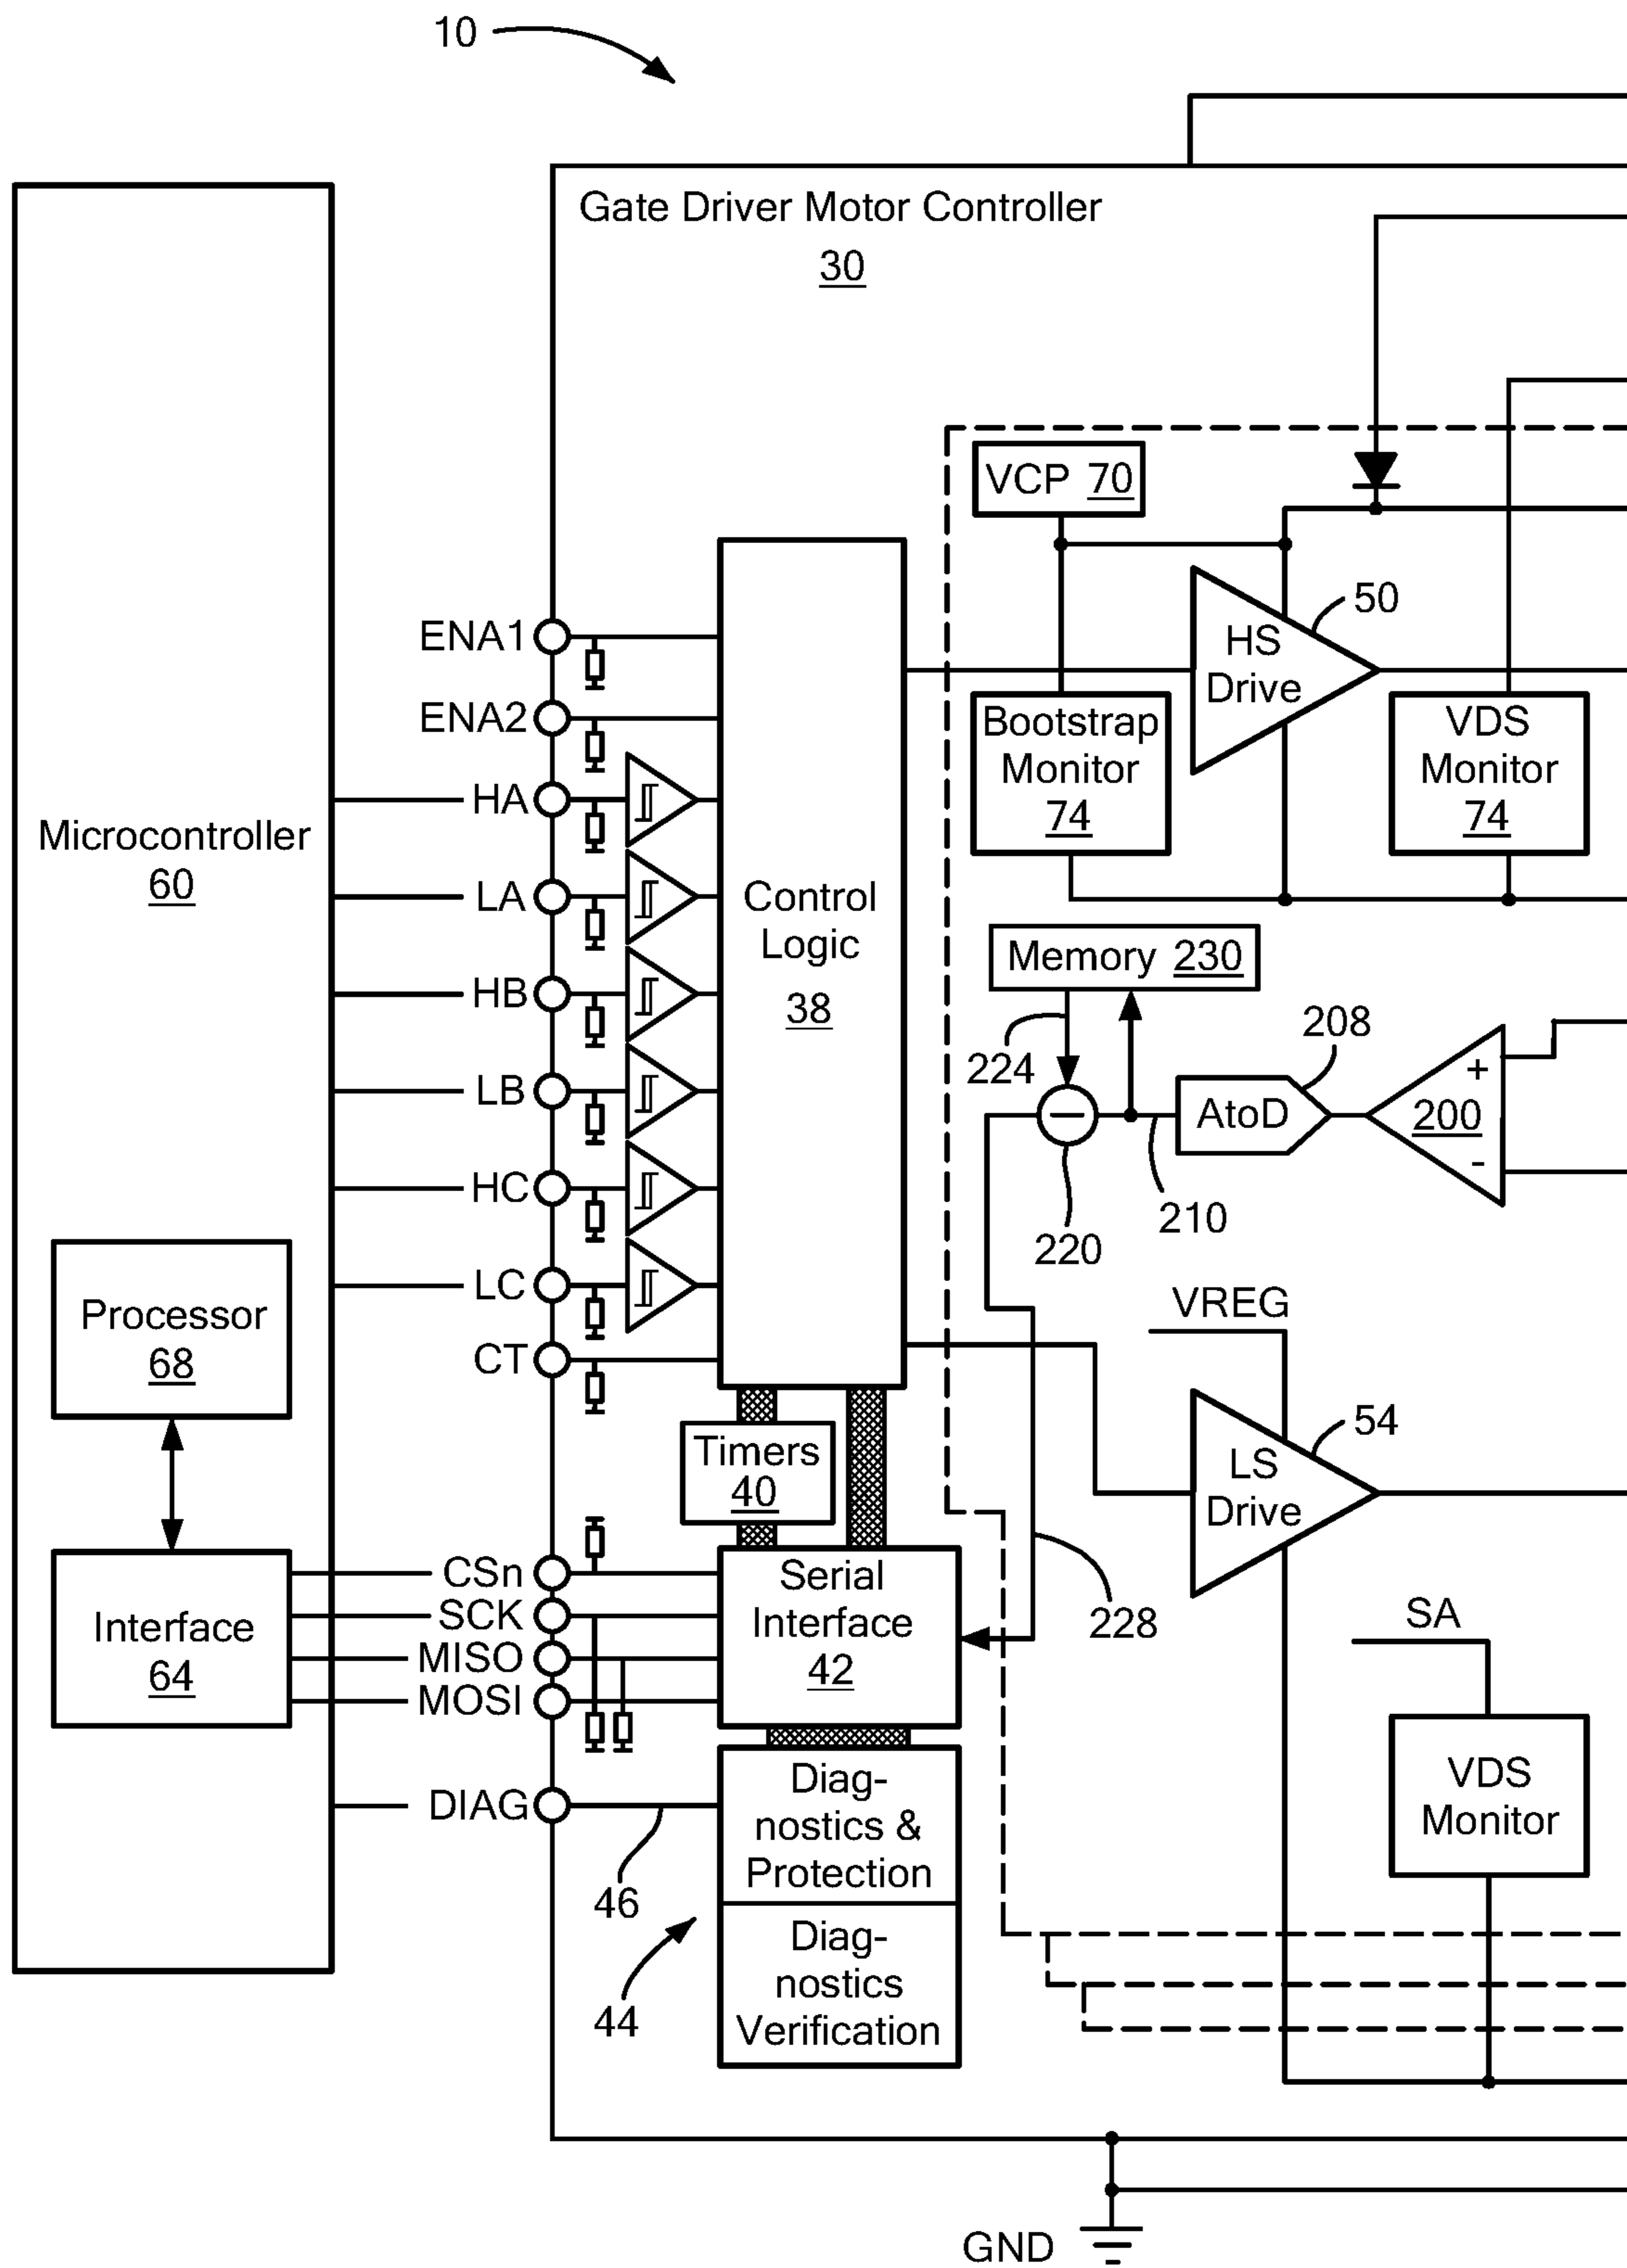 10
Gate Driver Motor Controller
30
VCP 70
50
HS
Drive
ENA1
ENA2
Bootstrap
Monitor
74
VDS
Monitor
74
HA
Microcontroller
60
LA
Control
Logic
38
Memory 230
HB
208
224
+
200
-
AtoD
LB
210
220
HC
LC
VREG
Processor
68
CT
54
LS
Drive
Timers
40
CSn
SCK
MISO
MOSI
Serial
Interface
42
228
SA
Interface
64
VDS
Monitor
DIAG
Diag-
nostics &
Protection
46
Diag-
nostics
Verification
44
GND